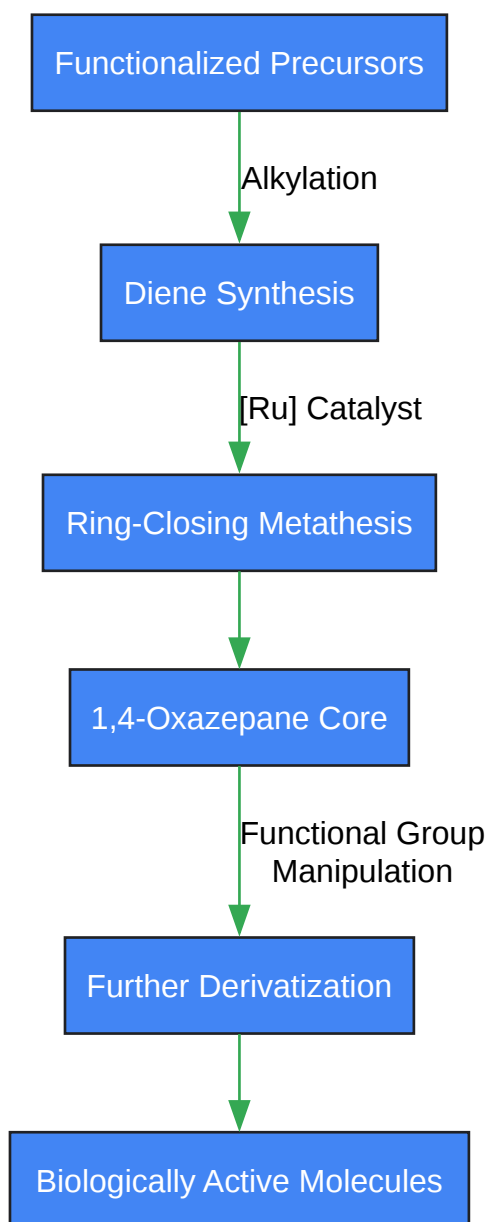 Functionalized Precursors
Alkylation
Diene Synthesis
[Ru] Catalyst
Ring-Closing Metathesis
1,4-Oxazepane Core
Functional Group
Manipulation
Further Derivatization
Biologically Active Molecules